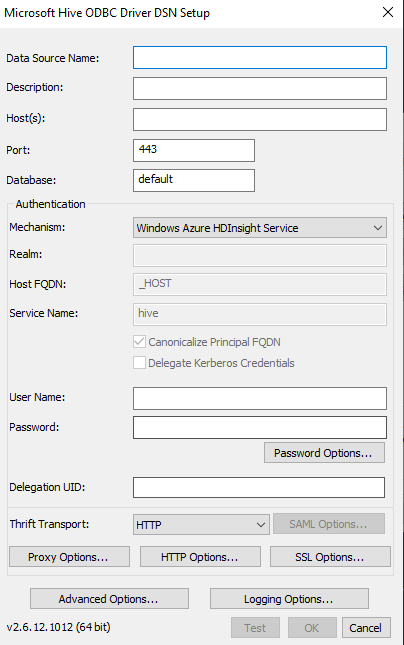 Microsoft Hive ODBC Driver DSN Setup
Data Source Name:
Description:
Host(s):
Port: 443
Database: default
Authentication
Mechanism: Windows Azure HDInsight Service
Realm:
Host FQDN: _HOST
Service Name: hive
Canonicalize Principal FQDN
Delegate Kerberos Credentials
User Name:
Password:
Password Options...
Delegation UID:
Thrift Transport: HTTP SAML Options...
Proxy Options... HTTP Options... SSL Options...
Advanced Options... Logging Options...
v2.6.12.1012 (64 bit) Test OK Cancel